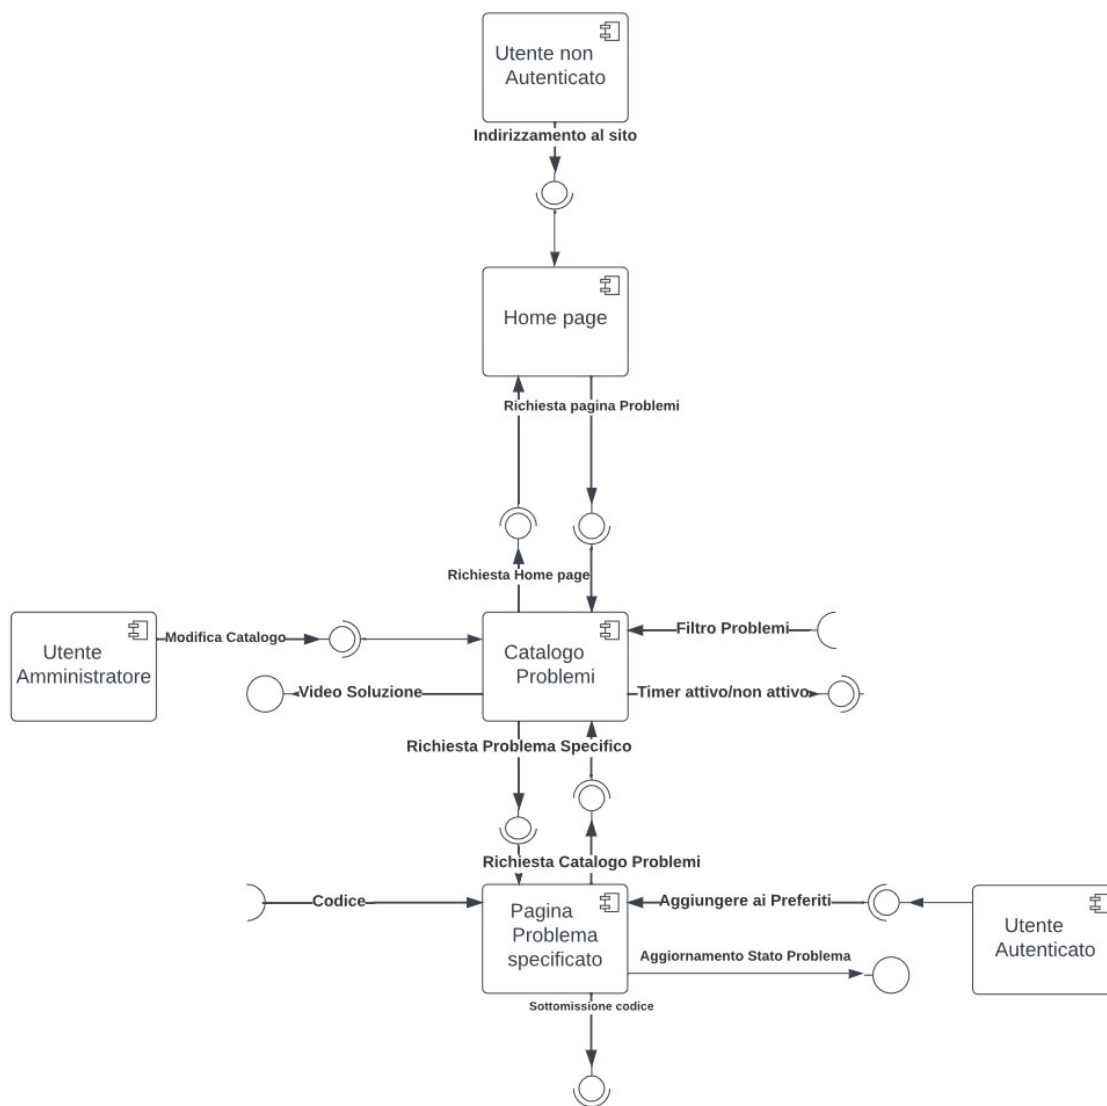 Utente non
Autenticato
Indirizzamento al sito
Home page
Richiesta pagina Problemi
Richiesta Home page
Utente
Amministratore
Modifica Catalogo
Catalogo
Problemi
Filtro Problemi
Video Soluzione
Timer attivo/non attivo
Richiesta Problema Specifico
Richiesta Catalogo Problemi
Codice
Pagina
Problema
specificato
Aggiungere ai Preferiti
Utente
Autenticato
Aggiornamento Stato Problema
Sottomissione codice